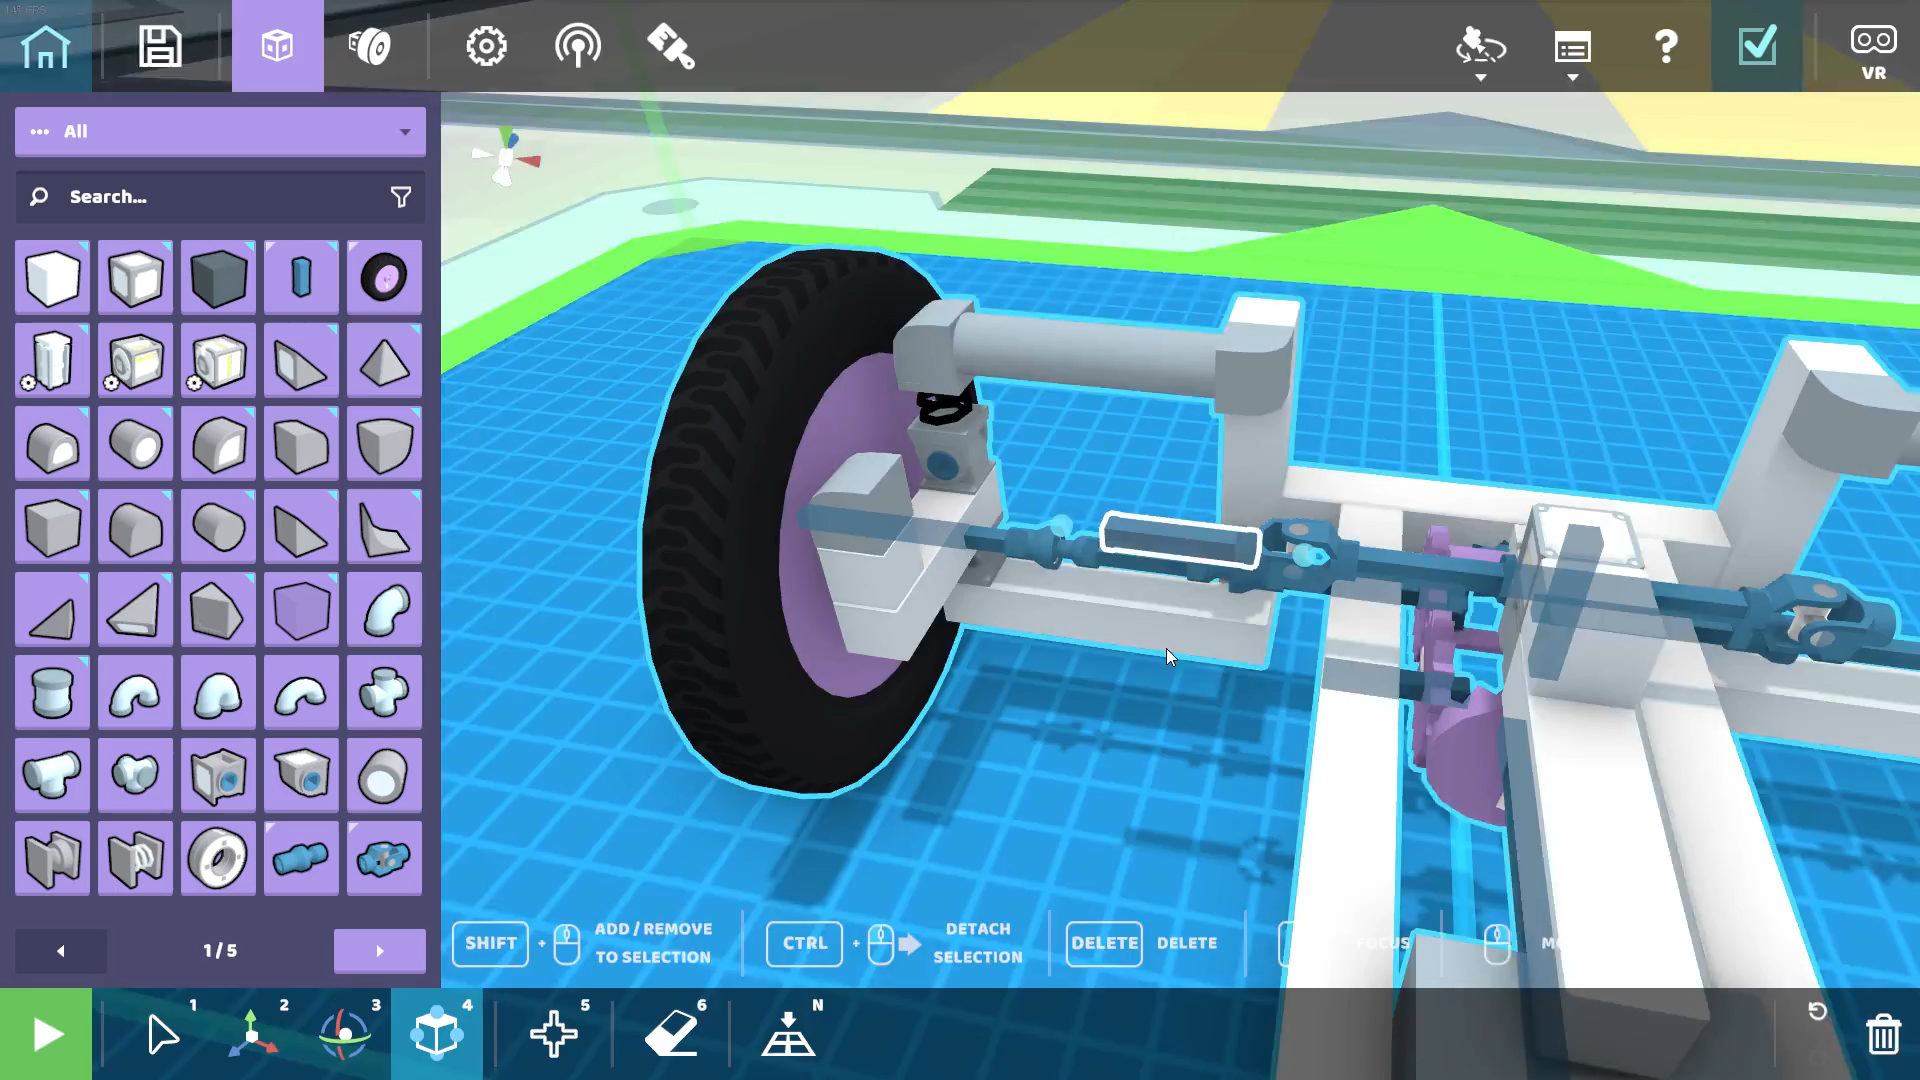 VR
All
Search...
SHIFT
+
ADD / REMOVE
TO SELECTION
CTRL
+
DETACH
SELECTION
DELETE
DELETE
FOCUS
1 / 5
1
2
3
4
5
6
N